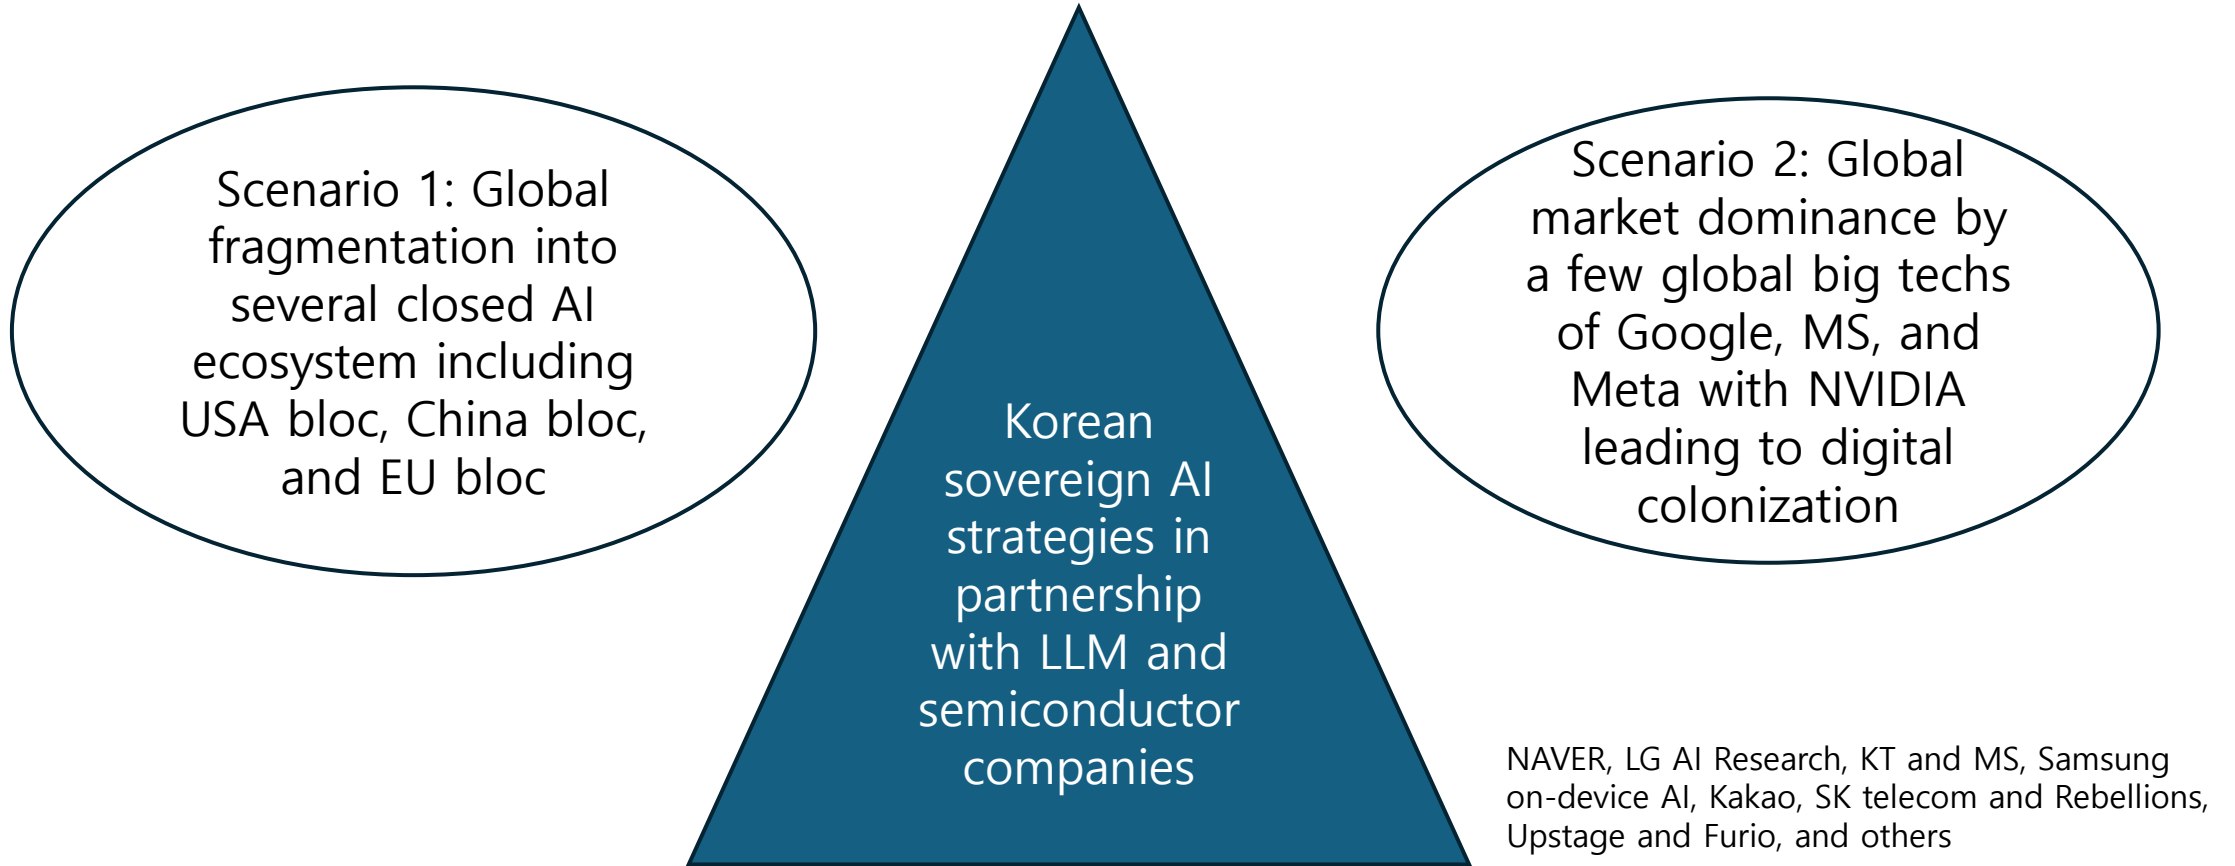 Scenario 1: Global
fragmentation into
several closed AI
ecosystem including
USA bloc, China bloc,
and EU bloc
Korean
sovereign AI
strategies in
partnership
with LLM and
semiconductor
companies
Scenario 2: Global
market dominance by
a few global big techs
of Google, MS, and
Meta with NVIDIA
leading to digital
colonization
NAVER, LG AI Research, KT and MS, Samsung
on-device AI, Kakao, SK telecom and Rebellions,
Upstage and Furio, and others